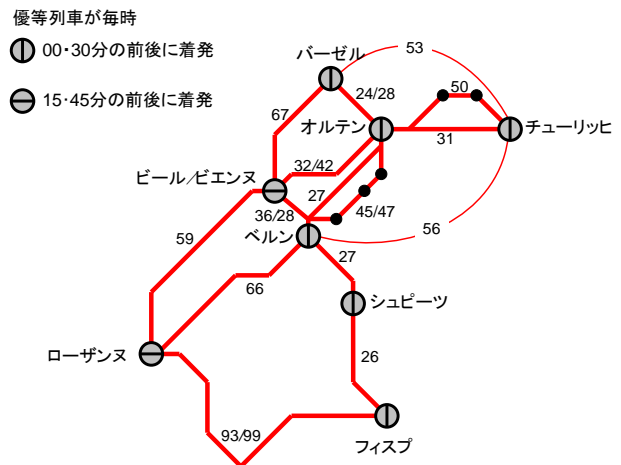 優等列車が毎時
00・30分の前後に着発
15・45分の前後に着発
バーゼル
53
50
24/28
67
オルテン
チューリッヒ
31
32/42
ビール/ビエンヌ
27
36/28
45/47
56
ベルン
59
27
66
シュピーツ
ローザンヌ
26
93/99
フィスプ